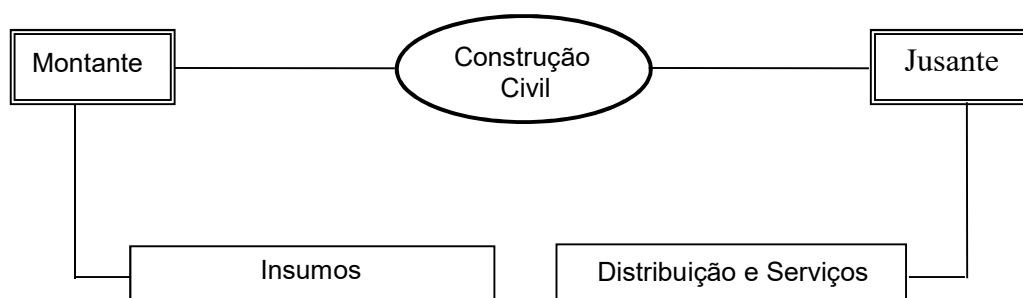 Montante
Construção
Civil
Jusante
Insumos
Distribuição e Serviços